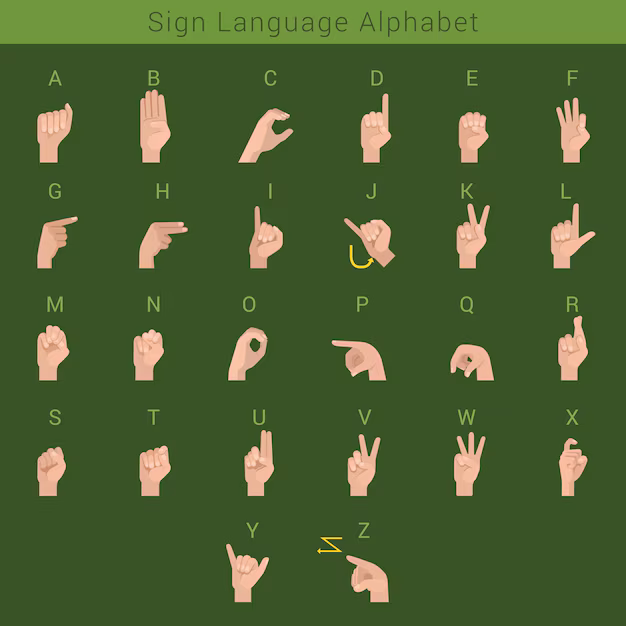 Sign Language Alphabet
A B C D E F
G H I J K L
M N O P Q R
S T U V W X
Y Z